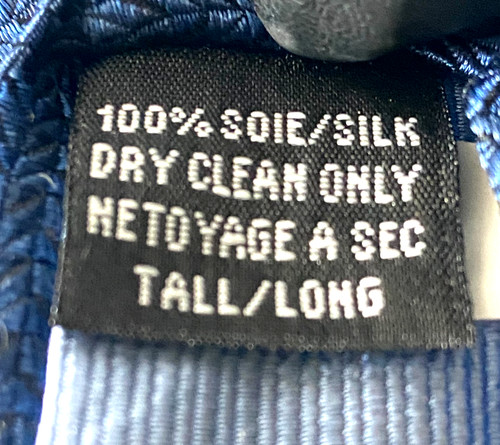 100% SOIE/SILK
DRY CLEAN ONLY
NETOYAGE A SEC
TALL/LONG